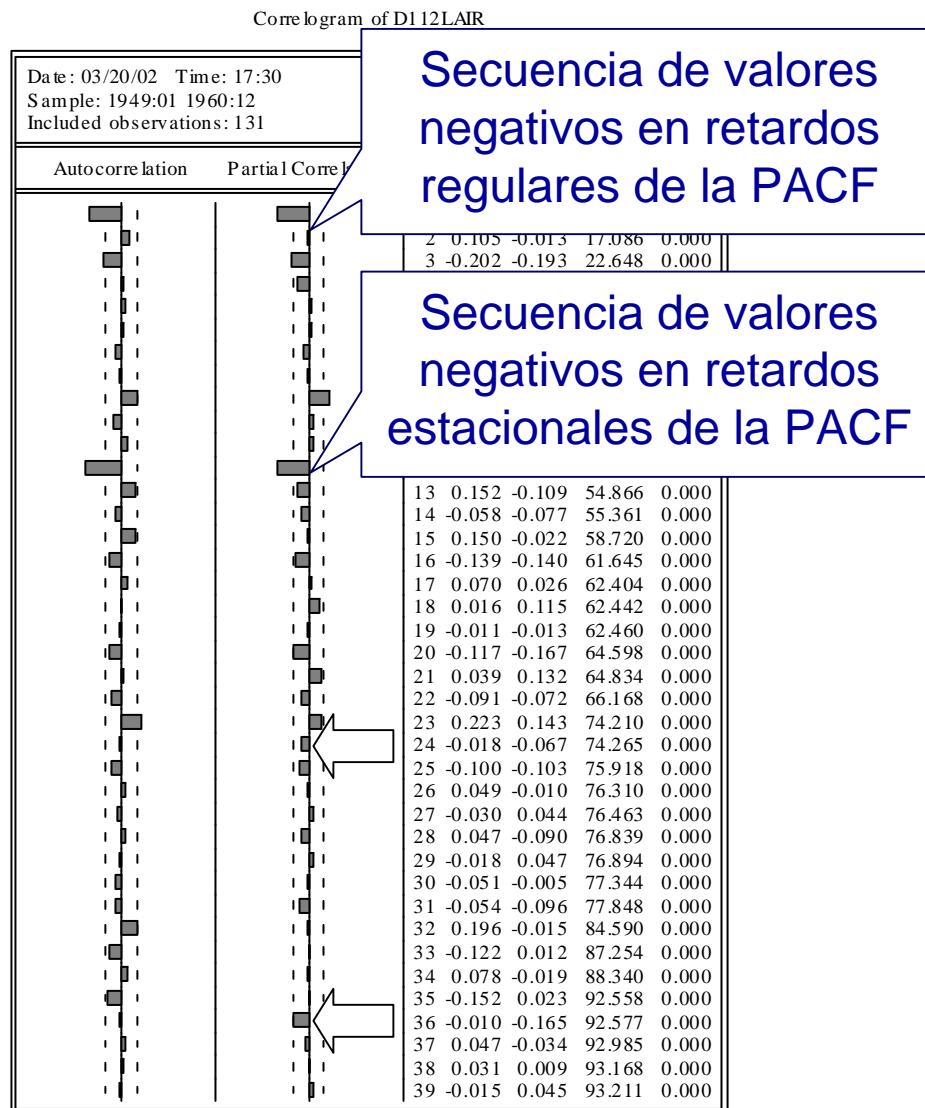 Correlogram of D112LAIR
Date: 03/20/02 Time: 17:30
Sample: 1949:01 1960:12
Included observations: 131
Autocorrelation Partial
Secuencia de valores
negativos en retardos
regulares de la PACF
2 0.105 -0.013 17.086 0.000
3 -0.202 -0.193 22.648 0.000
Secuencia de valores
negativos en retardos
estacionales de la PACF
13 0.152 -0.109 54.866 0.000
14 -0.058 -0.077 55.361 0.000
15 0.150 -0.022 58.720 0.000
16 -0.139 -0.140 61.645 0.000
17 0.070 0.026 62.404 0.000
18 0.016 0.115 62.442 0.000
19 -0.011 -0.013 62.460 0.000
20 -0.117 -0.167 64.598 0.000
21 0.039 0.132 64.834 0.000
22 -0.091 -0.072 66.168 0.000
23 0.223 0.143 74.210 0.000
24 -0.018 -0.067 74.265 0.000
25 -0.100 -0.103 75.918 0.000
26 0.049 -0.010 76.310 0.000
27 -0.030 0.044 76.463 0.000
28 0.047 -0.090 76.839 0.000
29 -0.018 0.047 76.894 0.000
30 -0.051 -0.005 77.344 0.000
31 -0.054 -0.096 77.848 0.000
32 0.196 -0.015 84.590 0.000
33 -0.122 0.012 87.254 0.000
34 0.078 -0.019 88.340 0.000
35 -0.152 0.023 92.558 0.000
36 -0.010 -0.165 92.577 0.000
37 0.047 -0.034 92.985 0.000
38 0.031 0.009 93.168 0.000
39 -0.015 0.045 93.211 0.000